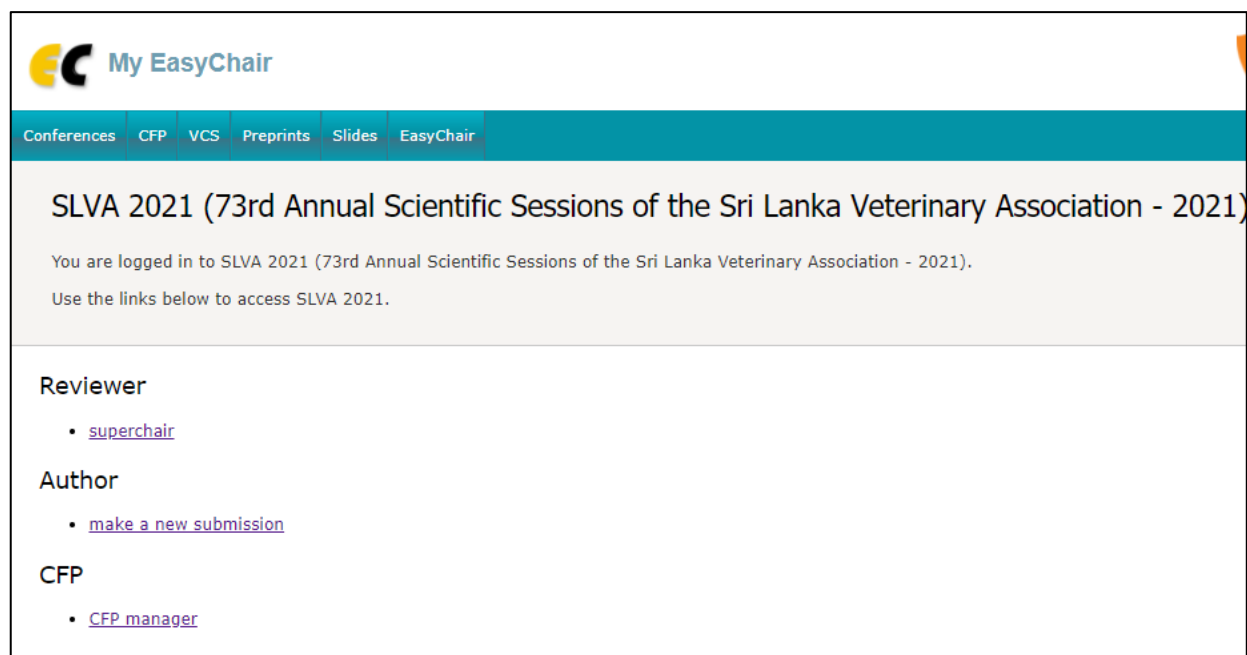 EC My EasyChair
Conferences CFP VCS Preprints Slides EasyChair
SLVA 2021 (73rd Annual Scientific Sessions of the Sri Lanka Veterinary Association - 2021)
You are logged in to SLVA 2021 (73rd Annual Scientific Sessions of the Sri Lanka Veterinary Association - 2021).
Use the links below to access SLVA 2021.
Reviewer
• superchair
Author
• make a new submission
CFP
• CFP manager